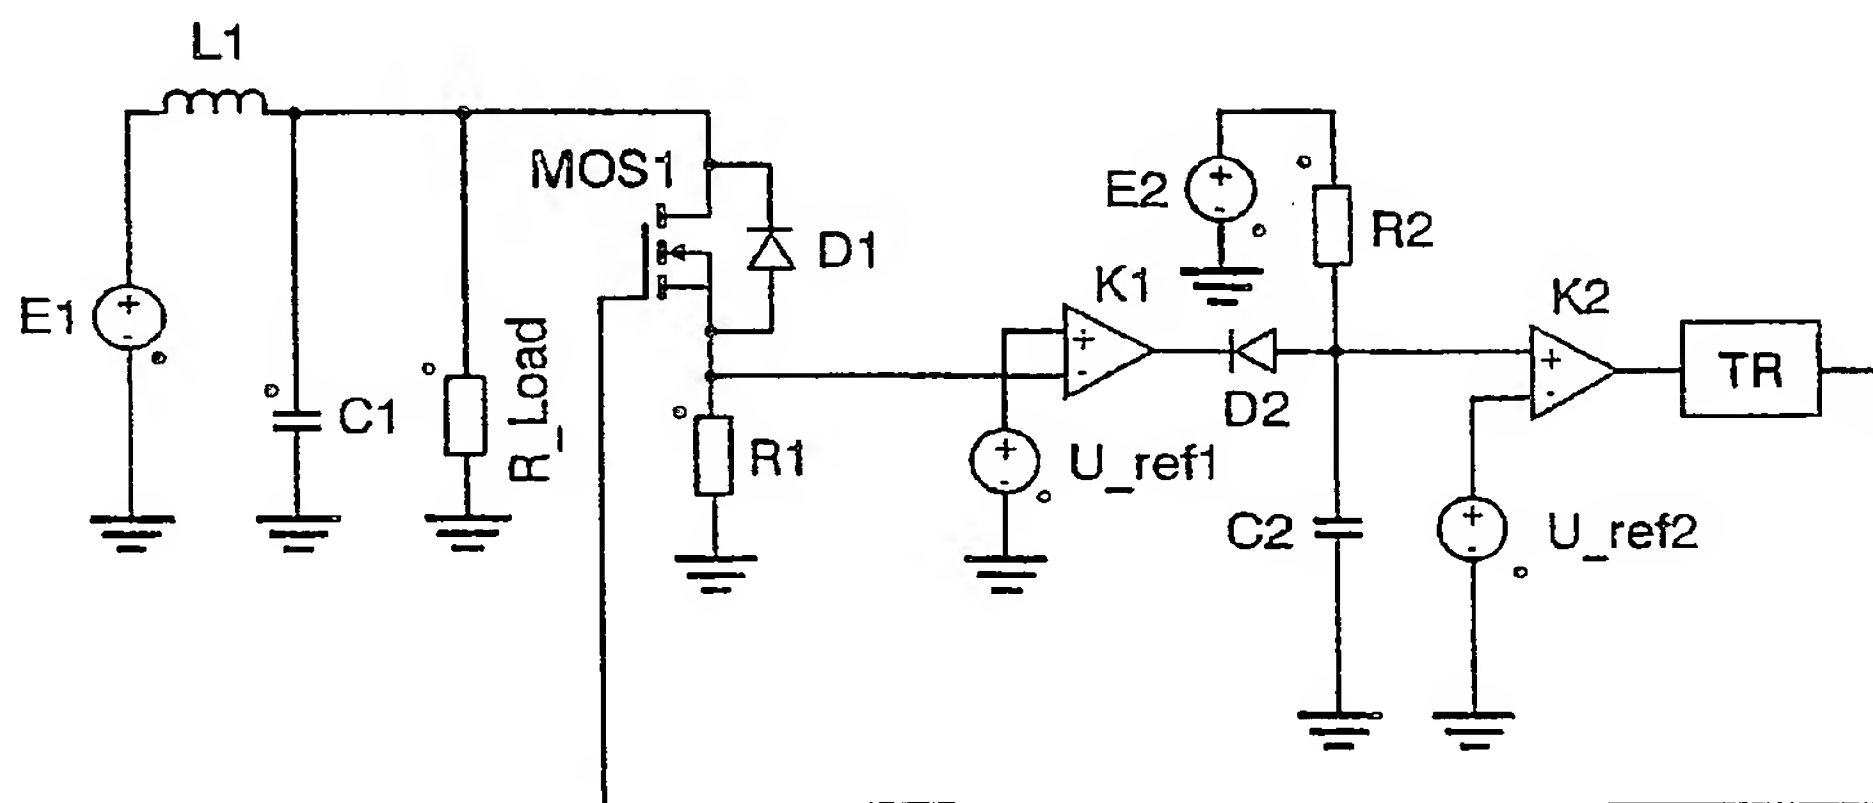 L1
MOS1
E2
R2
D1
K1
K2
E1
R_Load
TR
C1
D2
R1
U_ref1
C2
U_ref2